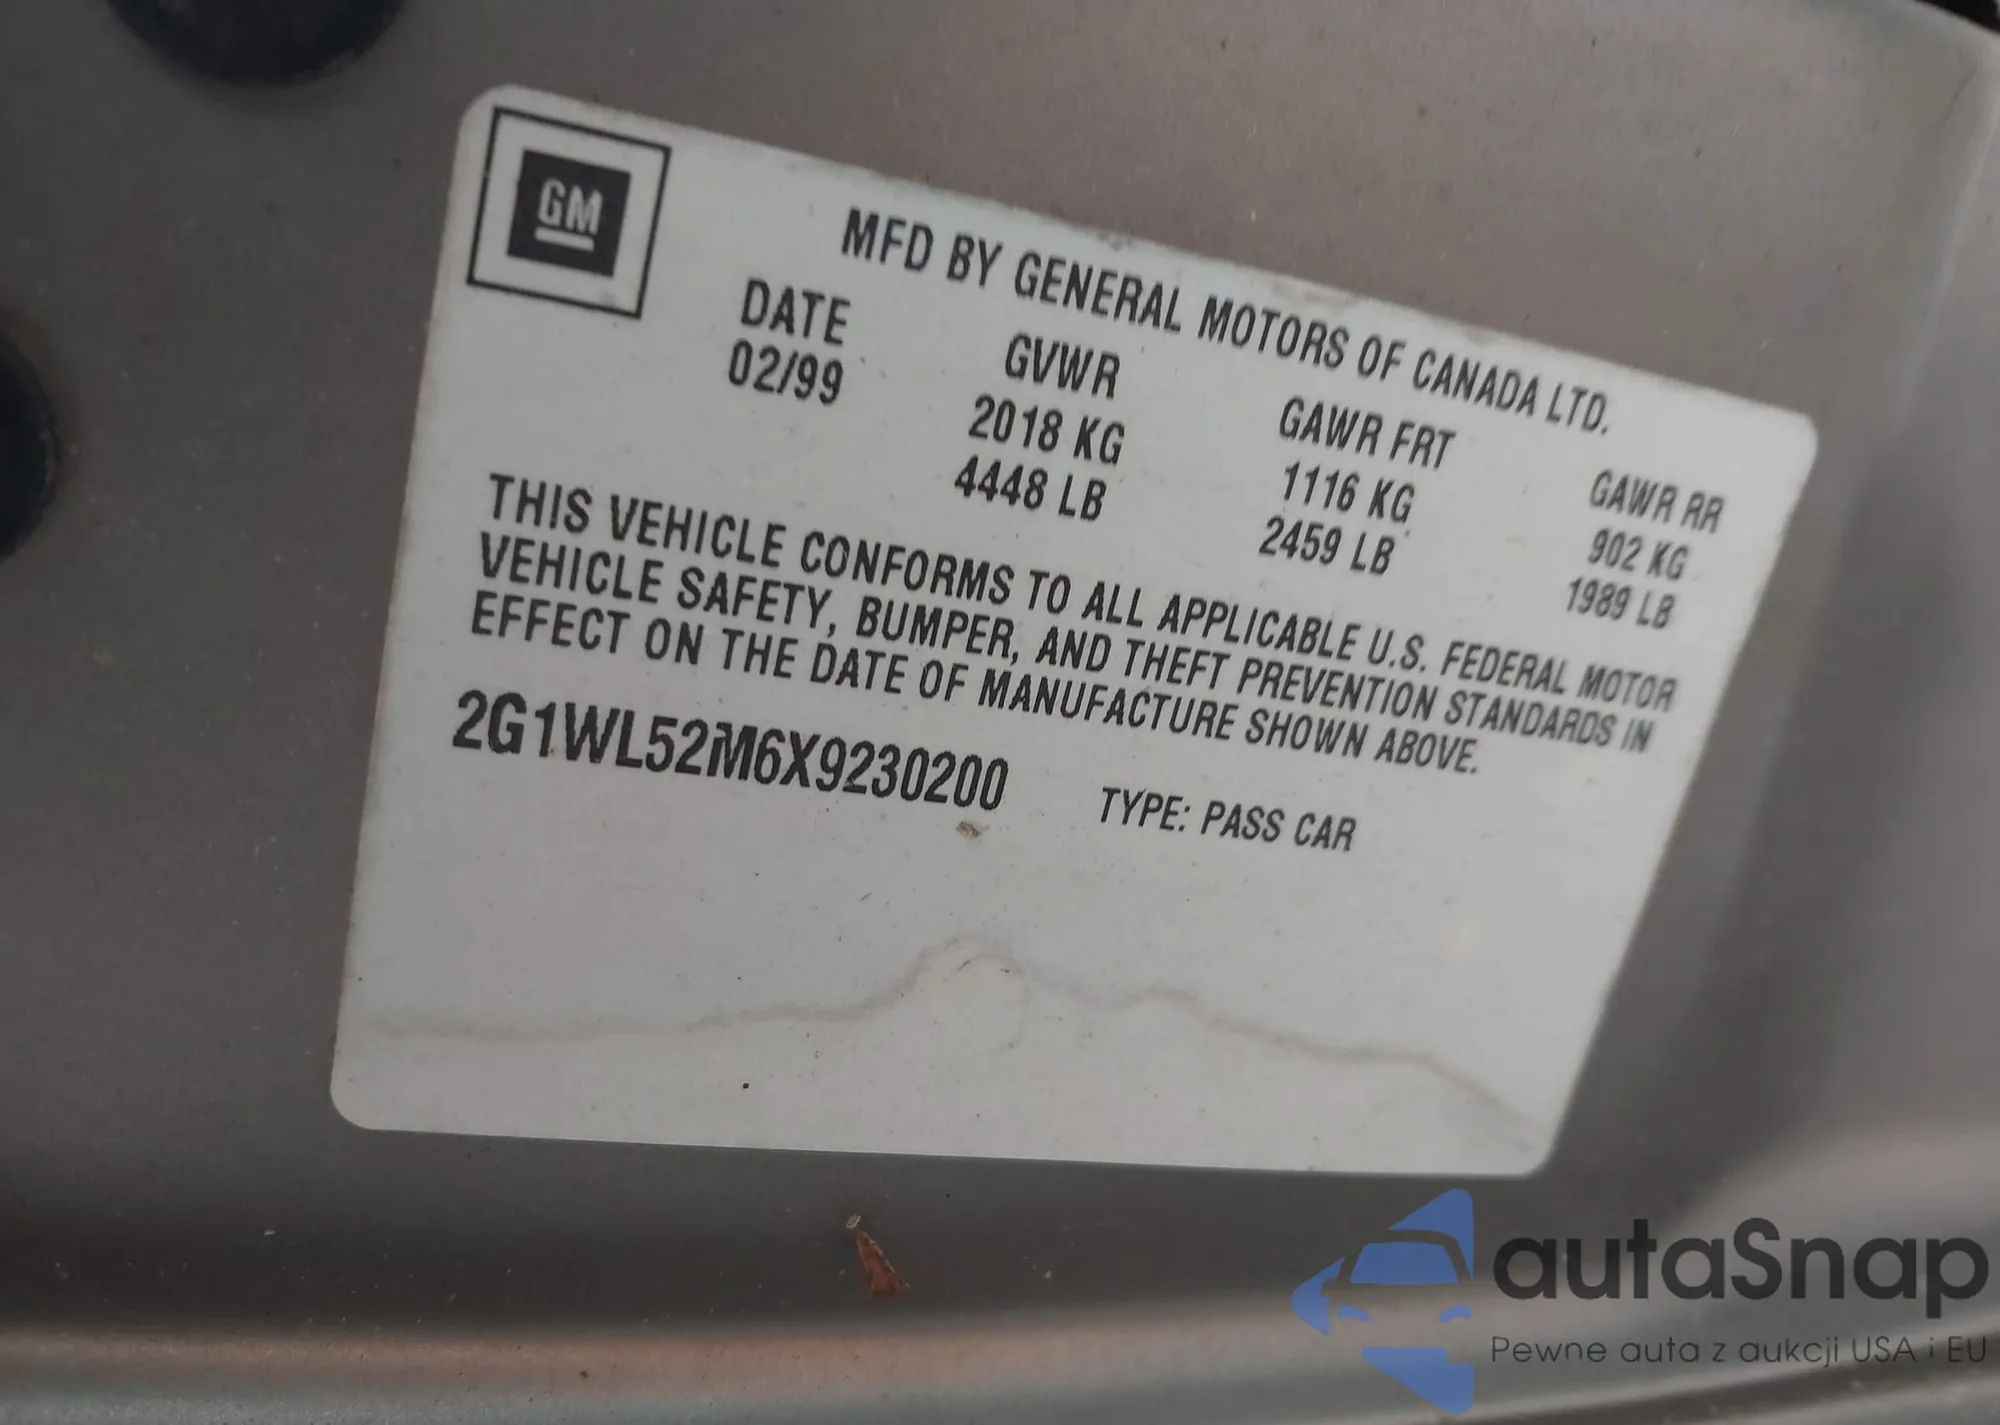 GM
MFD BY GENERAL MOTORS OF CANADA LTD.
DATE GVWR GAWR FRT GAWR RR
02/99 2018 KG 1116 KG 902 KG
4448 LB 2459 LB 1989 LB
THIS VEHICLE CONFORMS TO ALL APPLICABLE U.S. FEDERAL MOTOR
VEHICLE SAFETY, BUMPER, AND THEFT PREVENTION STANDARDS IN
EFFECT ON THE DATE OF MANUFACTURE SHOWN ABOVE.
2G1WL52M6X9230200 TYPE: PASS CAR
autaSnap
Pewne auta z aukcji USA i EU